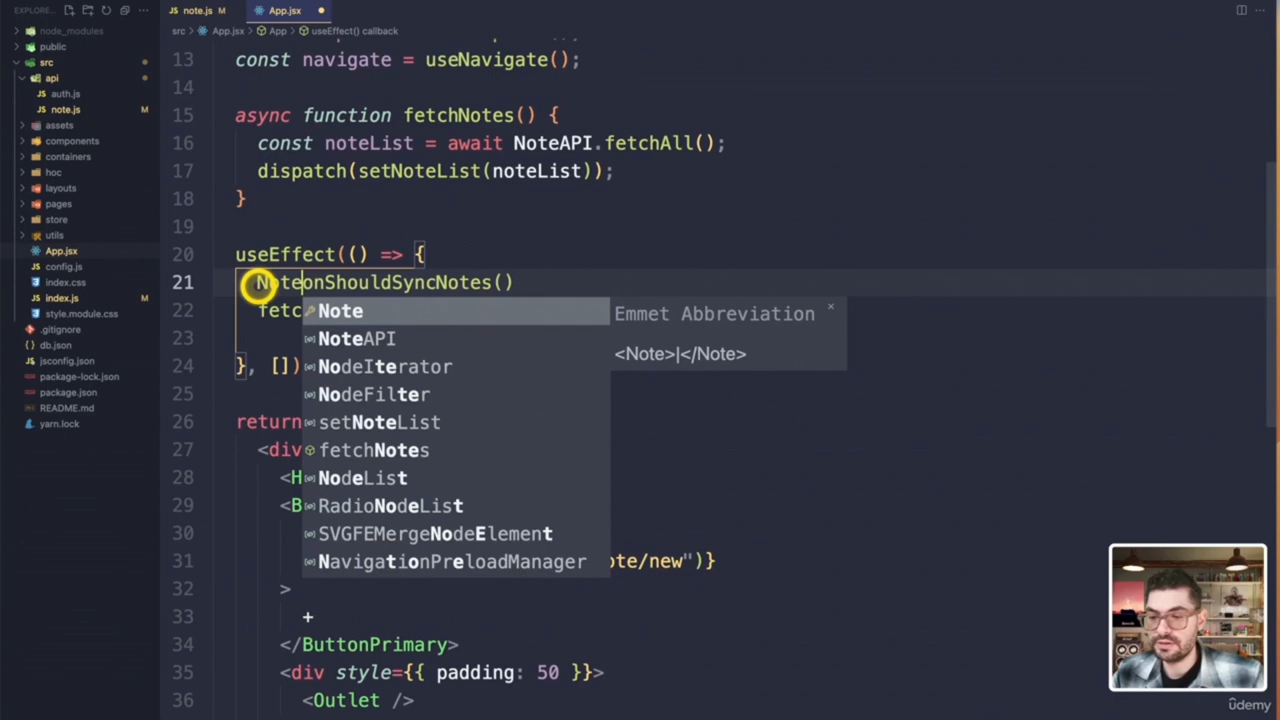 EXPLORE...
note.js M
App.jsx
src > App.jsx > App > useEffect() callback
node_modules
public
src
api
auth.js
note.js M
assets
components
containers
hoc
layouts
pages
store
utils
App.jsx
config.js
index.css
index.js M
style.module.css
.gitignore
db.json
jsconfig.json
package-lock.json
package.json
README.md
yarn.lock
13 const navigate = useNavigate();
14
15 async function fetchNotes() {
16 const noteList = await NoteAPI.fetchAll();
17 dispatch(setNoteList(noteList));
18 }
19
20 useEffect(() => {
21 NoteonShouldSyncNotes()
22 fetc
23
24 }, [])
25
26 return
27 <div
28 <H
29 <B
30
31 ote/new")}
32 >
33 +
34 </ButtonPrimary>
35 <div style={{ padding: 50 }}>
36 <Outlet />
Note
NoteAPI
NodeIterator
NodeFilter
setNoteList
fetchNotes
NodeList
RadioNodeList
SVGFEMergeNodeElement
NavigationPreloadManager
Emmet Abbreviation ×
<Note>|</Note>
ûdemy